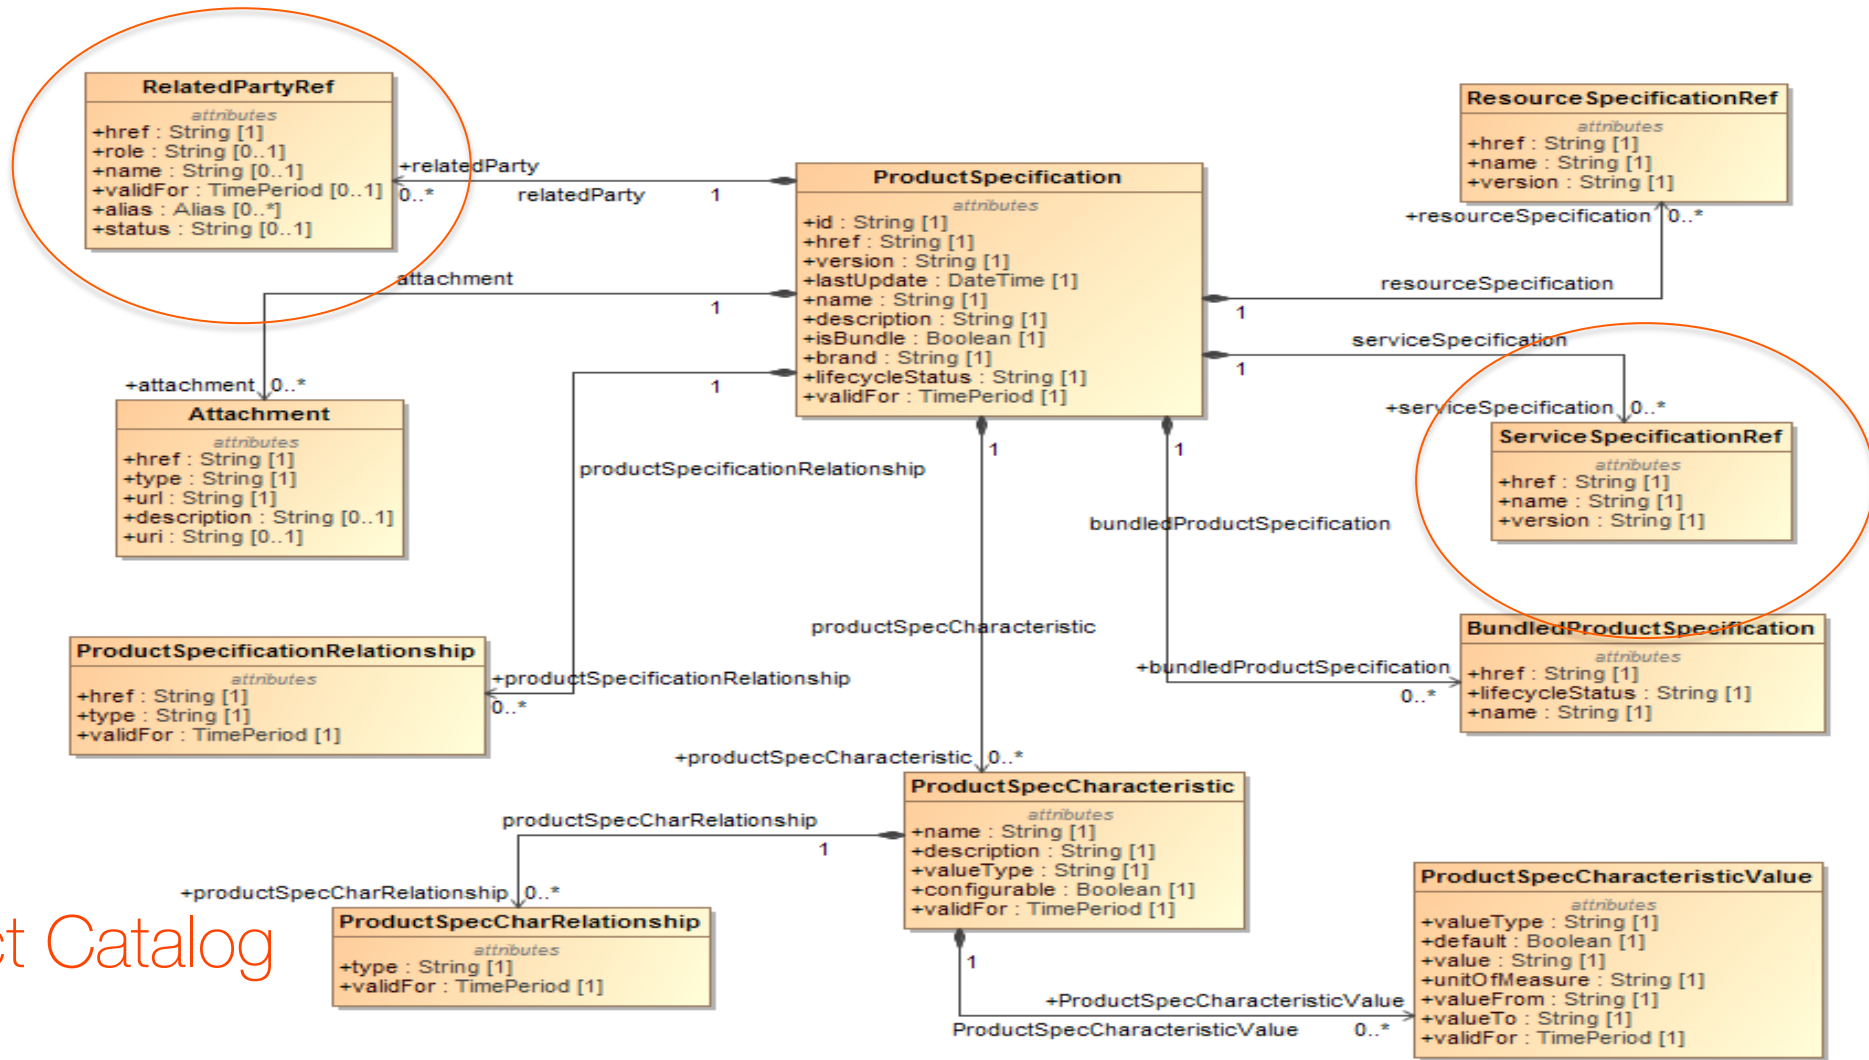 RelatedPartyRef
attributes
+href : String [1]
+role : String [0..1]
+name : String [0..1]
+validFor : TimePeriod [0..1]
+alias : Alias [0..*]
+status : String [0..1]
+relatedParty
0..*
relatedParty
1
ProductSpecification
attributes
+id : String [1]
+href : String [1]
+version : String [1]
+lastUpdate : DateTime [1]
+name : String [1]
+description : String [1]
+isBundle : Boolean [1]
+brand : String [1]
+lifecycleStatus : String [1]
+validFor : TimePeriod [1]
ResourceSpecificationRef
attributes
+href : String [1]
+name : String [1]
+version : String [1]
+resourceSpecification
0..*
resourceSpecification
1
attachment
1
+attachment
0..*
Attachment
attributes
+href : String [1]
+type : String [1]
+url : String [1]
+description : String [0..1]
+uri : String [0..1]
serviceSpecification
1
+serviceSpecification
0..*
ServiceSpecificationRef
attributes
+href : String [1]
+name : String [1]
+version : String [1]
1
productSpecificationRelationship
+productSpecificationRelationship
0..*
ProductSpecificationRelationship
attributes
+href : String [1]
+type : String [1]
+validFor : TimePeriod [1]
1
bundledProductSpecification
+bundledProductSpecification
0..*
BundledProductSpecification
attributes
+href : String [1]
+lifecycleStatus : String [1]
+name : String [1]
1
productSpecCharacteristic
+productSpecCharacteristic
0..*
ProductSpecCharacteristic
attributes
+name : String [1]
+description : String [1]
+valueType : String [1]
+configurable : Boolean [1]
+validFor : TimePeriod [1]
productSpecCharRelationship
1
+productSpecCharRelationship
0..*
ProductSpecCharRelationship
attributes
+type : String [1]
+validFor : TimePeriod [1]
1
+ProductSpecCharacteristicValue
ProductSpecCharacteristicValue
0..*
ProductSpecCharacteristicValue
attributes
+valueType : String [1]
+default : Boolean [1]
+value : String [1]
+unitOfMeasure : String [1]
+valueFrom : String [1]
+valueTo : String [1]
+validFor : TimePeriod [1]
ct Catalog